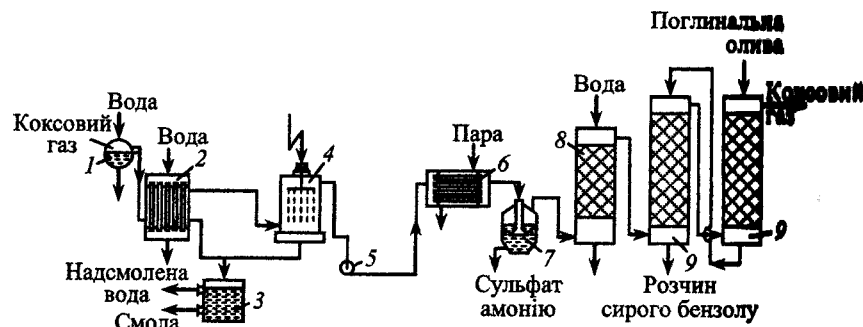 Поглинальна
олива
Вода
Коксовий
газ
1
Вода
2
4
Пара
6
Вода
8
Коксовий
газ
5
7
9
9
Надсмолена
вода
3
Смола
Сульфат
амонію
Розчин
сирого бензолу